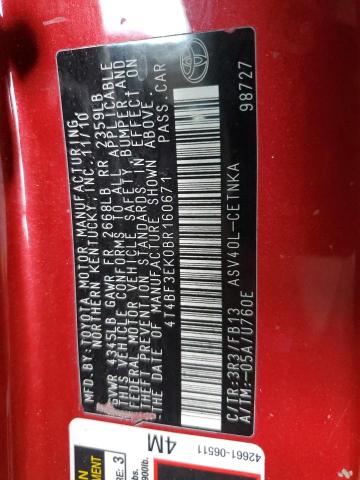 MFD. BY: TOYOTA MOTOR MANUFACTURING,
NORTHERN KENTUCKY, INC. 11/10
GVWR 4345LB GAWR FR 2668LB RR 2359LB
THIS VEHICLE CONFORMS TO ALL APPLICABLE
FEDERAL MOTOR VEHICLE SAFETY, BUMPER AND
THEFT PREVENTION STANDARDS IN EFFECT ON
THE DATE OF MANUFACTURE SHOWN ABOVE.
4T4BF3EK0BR160671 PASS. CAR
C/TR: 3R3/FB13 ASV40L-CETNKA
A/TM: -05A/U760E 98727
42661-06511
4M
3
900lb.